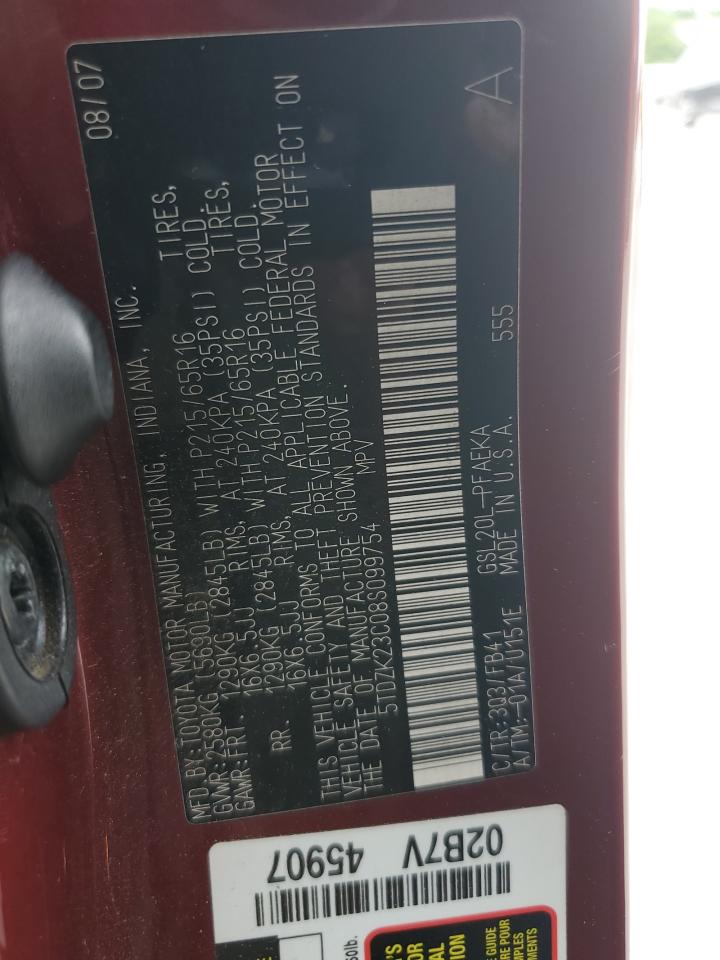 MFD.BY:TOYOTA MOTOR MANUFACTURING, INDIANA, INC. 08/07
GVWR:2580KG (5690LB)
GAWR:FRT. 1290KG (2845LB) WITH P215/65R16 TIRES,
16X6.5JJ RIMS, AT 240KPA (35PSI) COLD
RR. 1290KG (2845LB) WITH P215/65R16 TIRES,
16X6.5JJ RIMS, AT 240KPA (35PSI) COLD.
THIS VEHICLE CONFORMS TO ALL APPLICABLE FEDERAL MOTOR
VEHICLE SAFETY AND THEFT PREVENTION STANDARDS IN EFFECT ON
THE DATE OF MANUFACTURE SHOWN ABOVE.
5TDZK23C08S099754 MPV
A
C/TR:3Q3/FB41 GSL20L-PFAEKA
A/TM:-01A/U151E MADE IN U.S.A. 555
02B7V 45907
50lb.
GUIDE
POUR